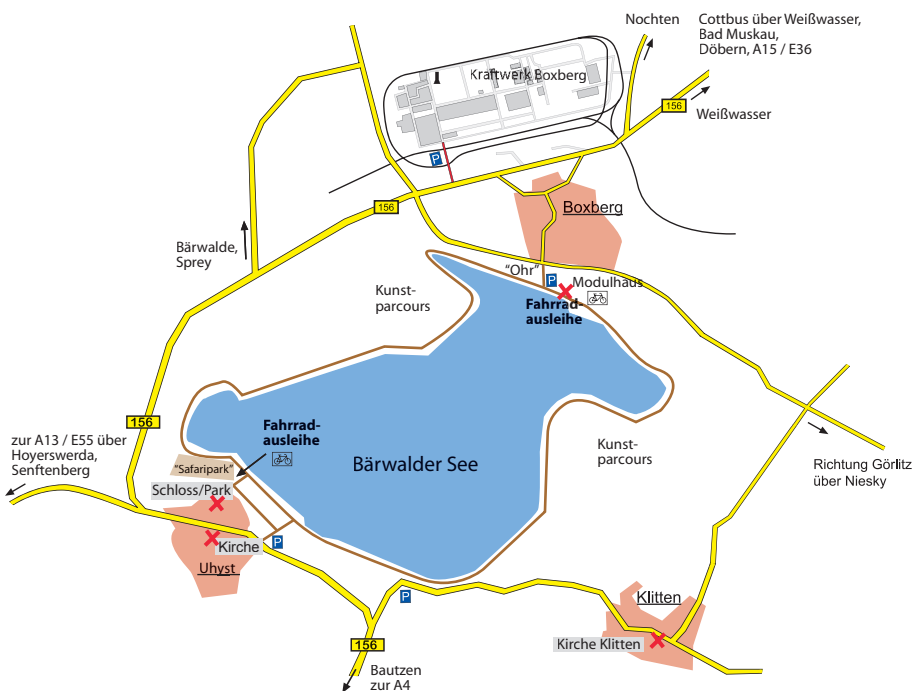 Nochten
Cottbus über Weißwasser,
Bad Muskau,
Döbern, A15 / E36
Kraftwerk Boxberg
156
Weißwasser
P
Boxberg
156
Bärwalde,
Sprey
"Ohr"
P
Modulhaus
Kunst-
parcours
Fahrrad-
ausleihe
156
Fahrrad-
ausleihe
zur A13 / E55 über
Hoyerswerda,
Senftenberg
Kunst-
parcours
"Safaripark"
Bärwalder See
Richtung Görlitz
über Niesky
Schloss/Park
Kirche
P
Uhyst
P
Klitten
156
Kirche Klitten
Bautzen
zur A4